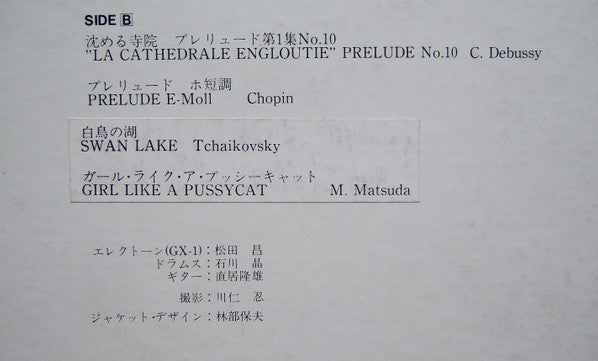 SIDE B
沈める寺院 プレリュード第1集No.10
"LA CATHEDRALE ENGLOUTIE" PRELUDE No.10 C. Debussy
プレリュード ホ短調
PRELUDE E-Moll Chopin
白鳥の湖
SWAN LAKE Tchaikovsky
ガール・ライク・ア・プッシーキャット
GIRL LIKE A PUSSYCAT M. Matsuda
エレクトーン(GX-1)：松田 昌
ドラムス：石川 晶
ギター：直居隆雄
撮影：川仁 忍
ジャケット・デザイン：林部保夫